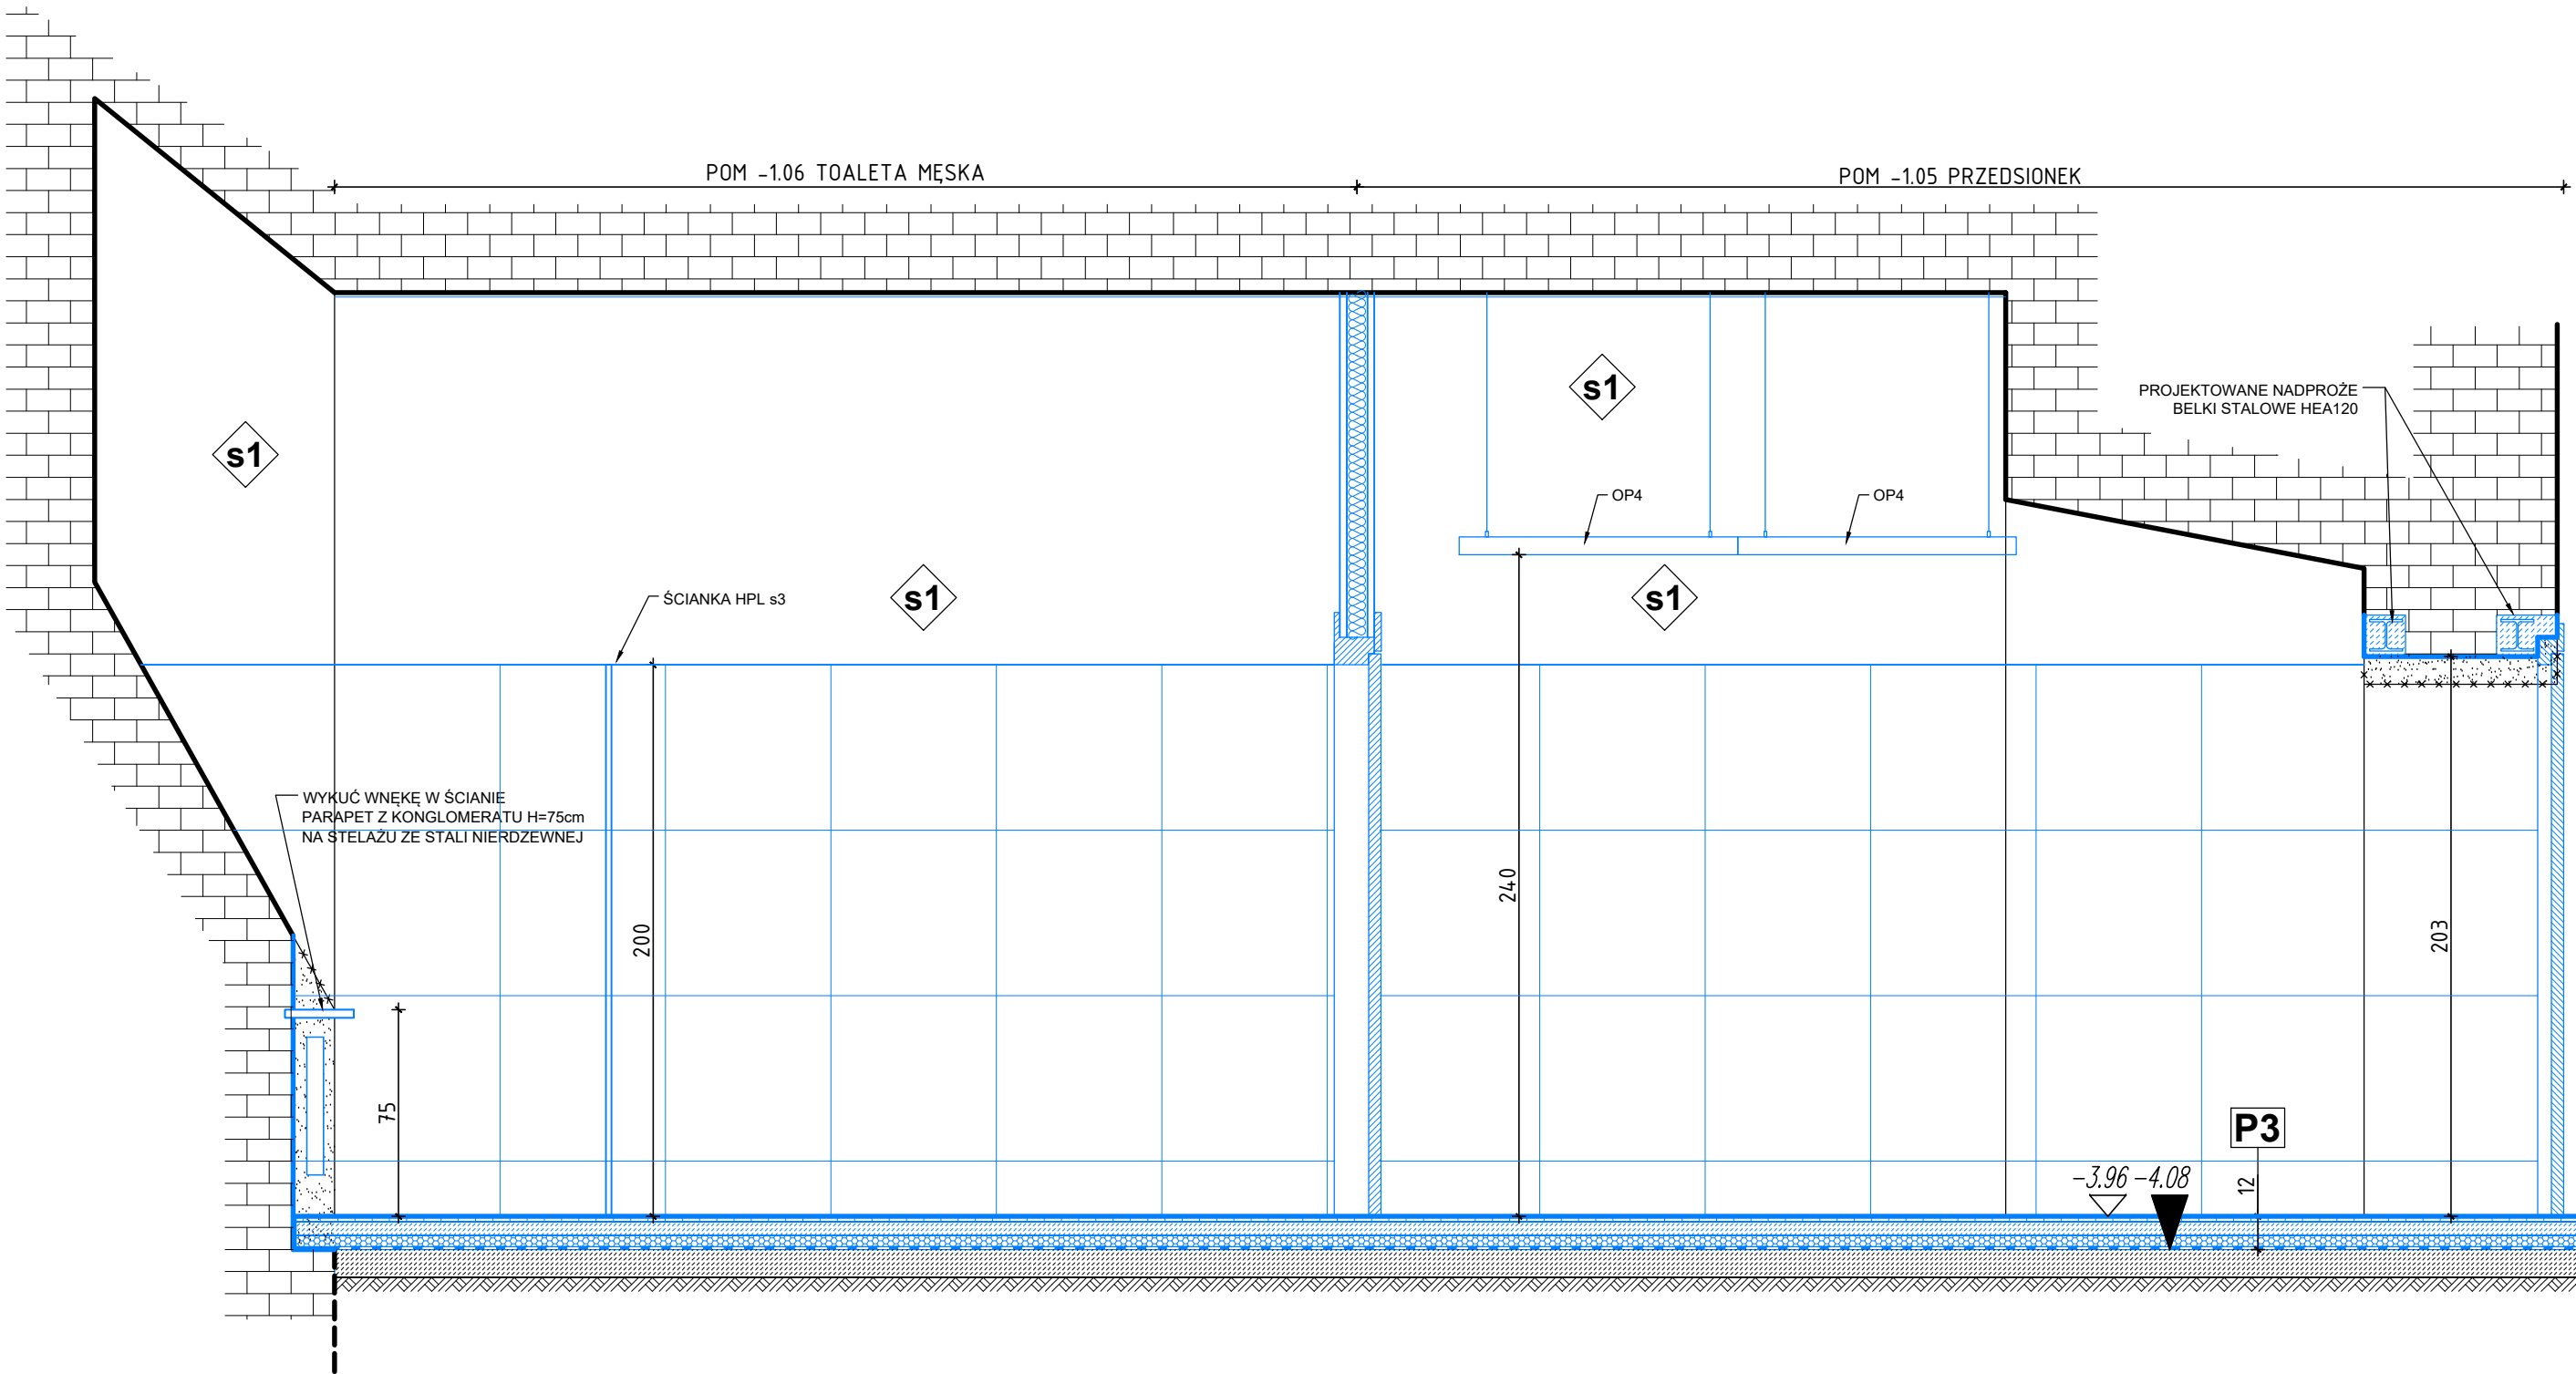 POM -1.06 TOALETA MĘSKA
POM -1.05 PRZEDSIONEK
s1
PROJEKTOWANE NADPROŻE
BELKI STALOWE HEA120
s1
OP4
OP4
ŚCIANKA HPL s3
s1
s1
WYKUĆ WNĘKĘ W ŚCIANIE
PARAPET Z KONGLOMERATU H=75cm
NA STELAŻU ZE STALI NIERDZEWNEJ
200
240
203
75
P3
-3.96 -4.08
12